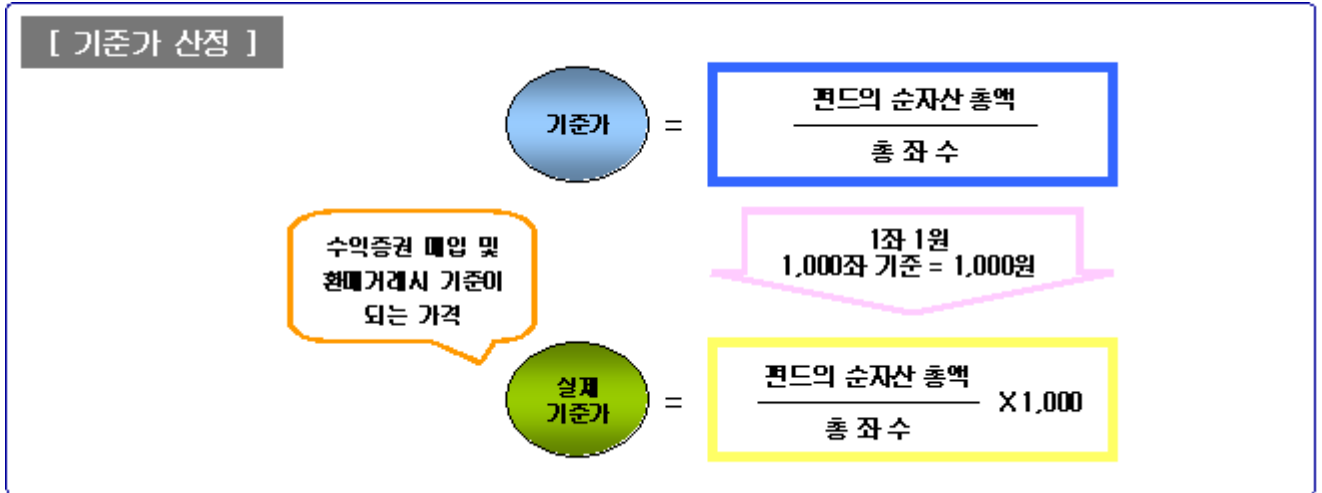 [ 기준가 산정 ]
기준가
=
펀드의 순자산 총액
총 좌 수
수익증권 매입 및
환매거래시 기준이
되는 가격
1좌 1원
1,000좌 기준 = 1,000원
실제
기준가
=
펀드의 순자산 총액
총 좌 수
X 1,000